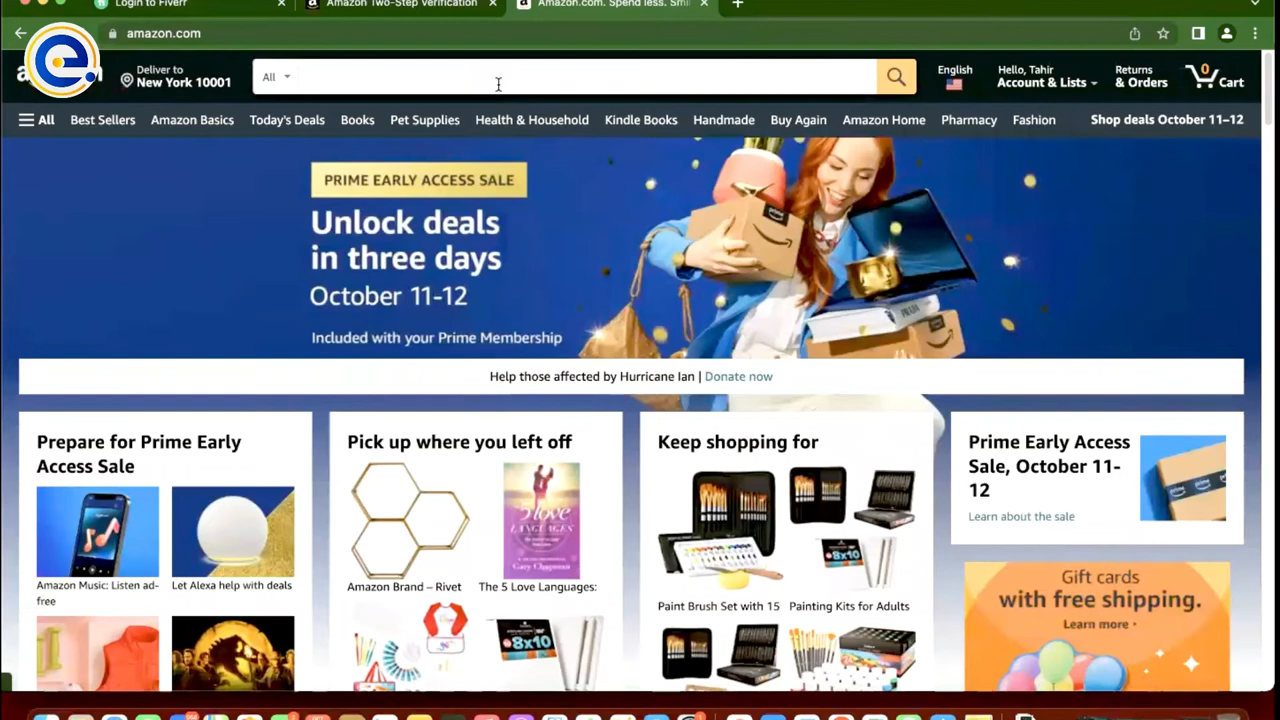 Login to Fiverr
Amazon Two-Step Verification
Amazon.com. Spend less. Smi
amazon.com
e
Deliver to
New York 10001
All
English
Hello, Tahir
Account & Lists
Returns
& Orders
0
Cart
All
Best Sellers
Amazon Basics
Today's Deals
Books
Pet Supplies
Health & Household
Kindle Books
Handmade
Buy Again
Amazon Home
Pharmacy
Fashion
Shop deals October 11–12
PRIME EARLY ACCESS SALE
Unlock deals
in three days
October 11-12
Included with your Prime Membership
Help those affected by Hurricane Ian | Donate now
Prepare for Prime Early
Access Sale
Amazon Music: Listen ad-
free
Let Alexa help with deals
Pick up where you left off
Amazon Brand – Rivet
5 love
LANGUAGES
Gary Chapman
The 5 Love Languages:
8x10
Keep shopping for
8x10
Paint Brush Set with 15
Painting Kits for Adults
Prime Early Access
Sale, October 11-
12
Learn about the sale
Gift cards
with free shipping.
Learn more ›